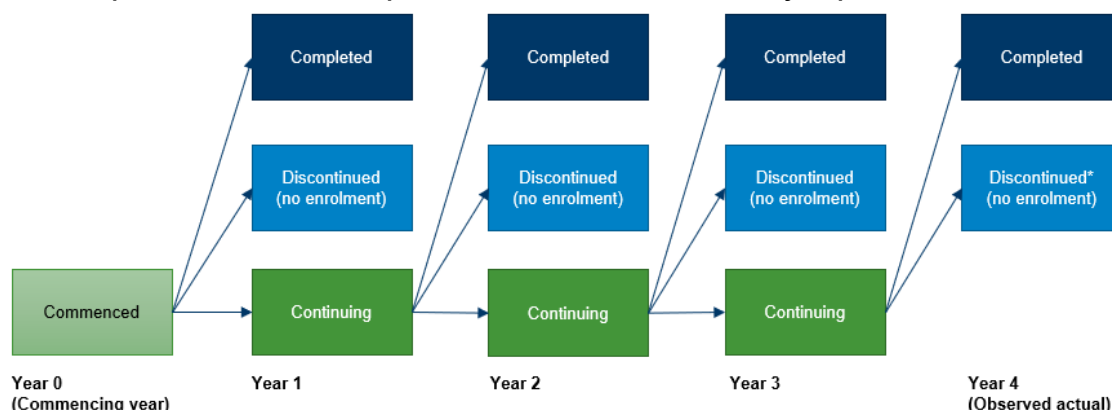 Completed
Completed
Completed
Completed
Discontinued
(no enrolment)
Discontinued
(no enrolment)
Discontinued
(no enrolment)
Discontinued*
(no enrolment)
Commenced
Continuing
Continuing
Continuing
Year 0
(Commencing year)
Year 1
Year 2
Year 3
Year 4
(Observed actual)